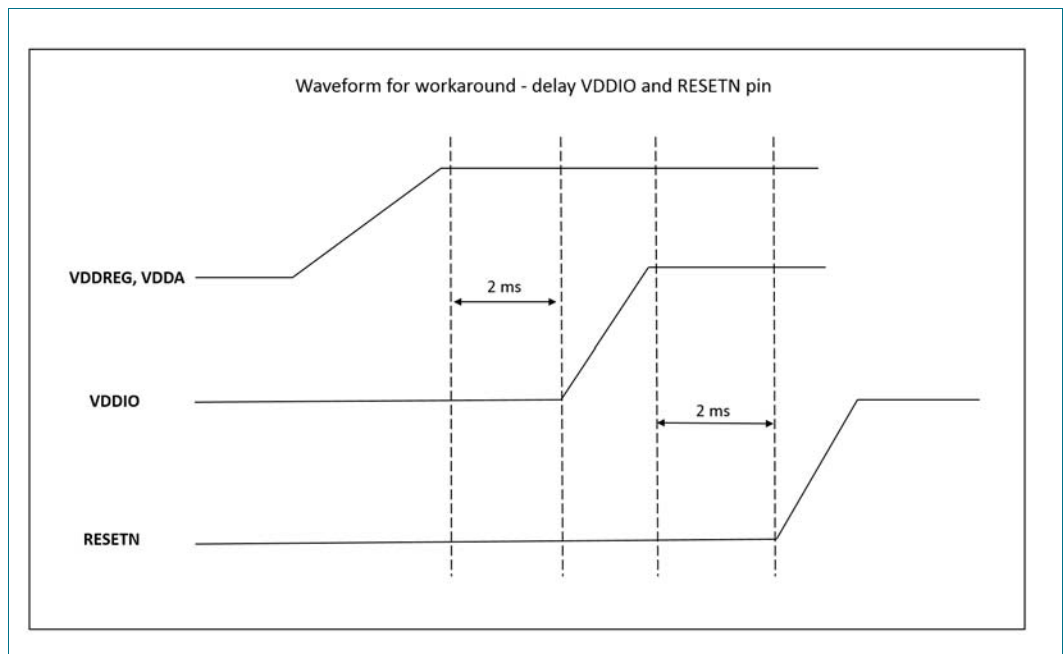 Waveform for workaround - delay VDDIO and RESETN pin
VDDREG, VDDA
2 ms
VDDIO
2 ms
RESETN